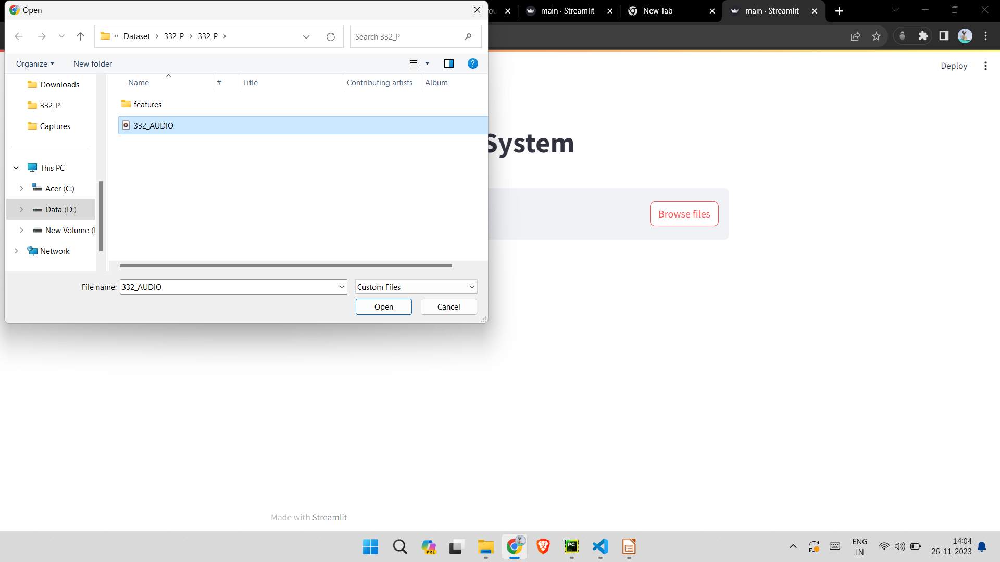 Open
main · Streamlit
New Tab
main · Streamlit
« Dataset > 332_P > 332_P >
Search 332_P
Organize
New folder
Deploy
Downloads
332_P
Captures
This PC
Acer (C:)
Data (D:)
New Volume (
Network
Name
#
Title
Contributing artists
Album
features
332_AUDIO
System
Browse files
File name:
332_AUDIO
Custom Files
Open
Cancel
Made with Streamlit
PRE
PC
ENG
IN
14:04
26-11-2023